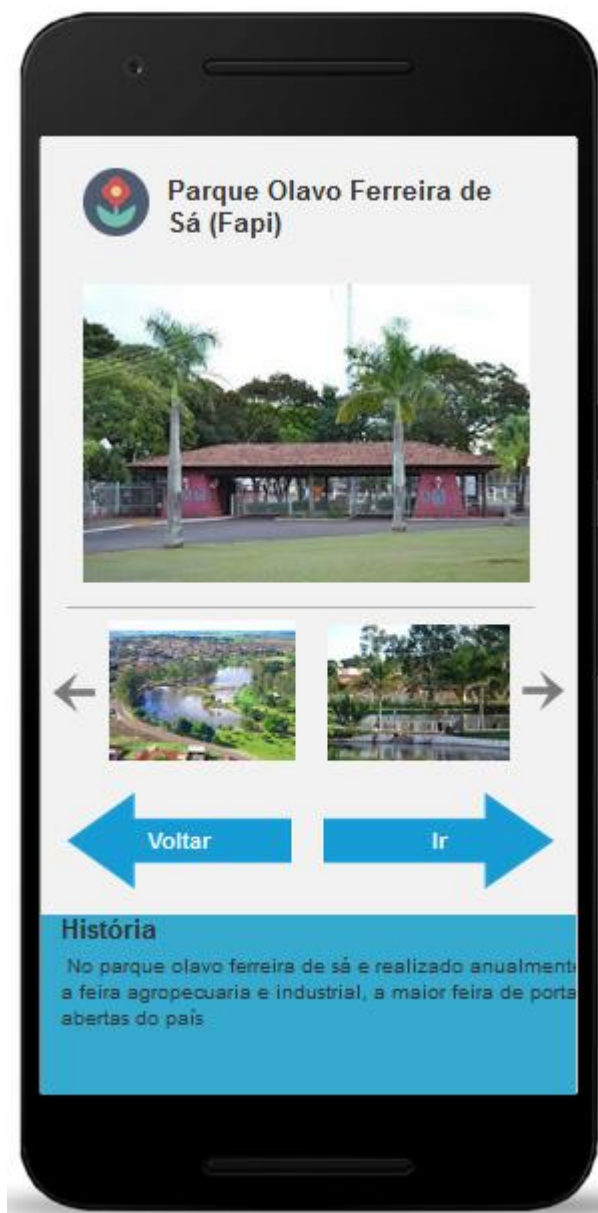 Parque Olavo Ferreira de
Sá (Fapi)
Voltar
Ir
História
No parque olavo ferreira de sá e realizado anualment
a feira agropecuaria e industrial, a maior feira de porta
abertas do país